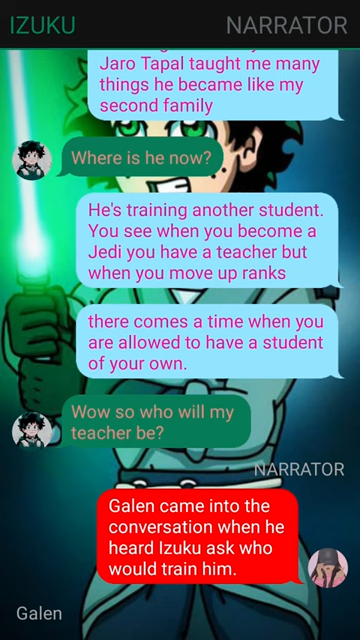 IZUKU
NARRATOR
Jaro Tapal taught me many
things he became like my
second family
Where is he now?
He's training another student.
You see when you become a
Jedi you have a teacher but
when you move up ranks
there comes a time when you
are allowed to have a student
of your own.
Wow so who will my
teacher be?
NARRATOR
Galen came into the
conversation when he
heard Izuku ask who
would train him.
Galen